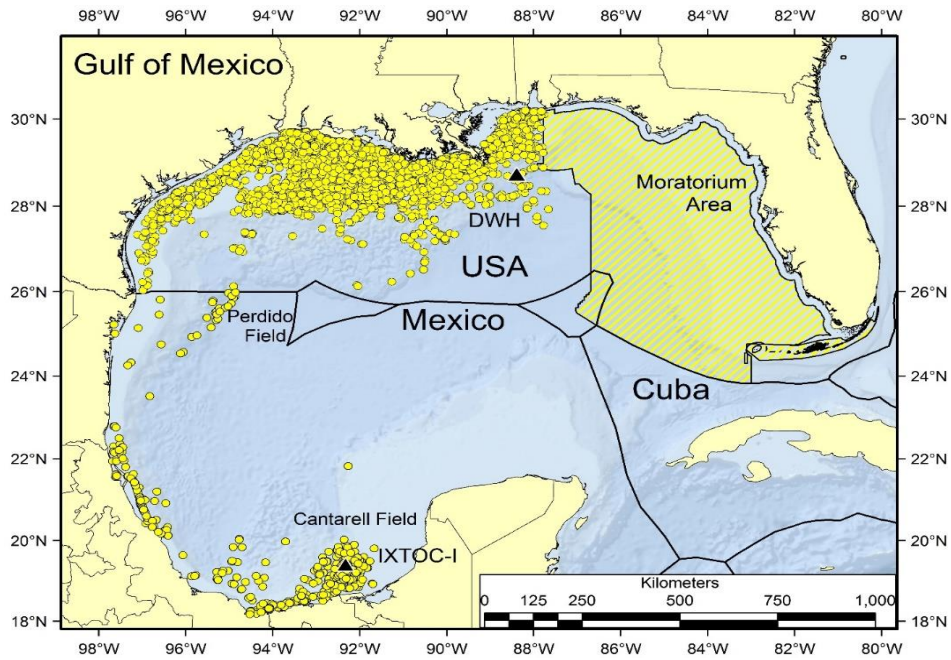 98°W 96°W 94°W 92°W 90°W 88°W 86°W 84°W 82°W 80°W
Gulf of Mexico
30°N 30°N
Moratorium
Area
28°N 28°N
DWH
USA
26°N 26°N
Perdido
Field
Mexico
24°N 24°N
Cuba
22°N 22°N
Cantarell Field
20°N 20°N
IXTOC-I
Kilometers
0 125 250 500 750 1,000
18°N 18°N
98°W 96°W 94°W 92°W 90°W 88°W 86°W 84°W 82°W 80°W